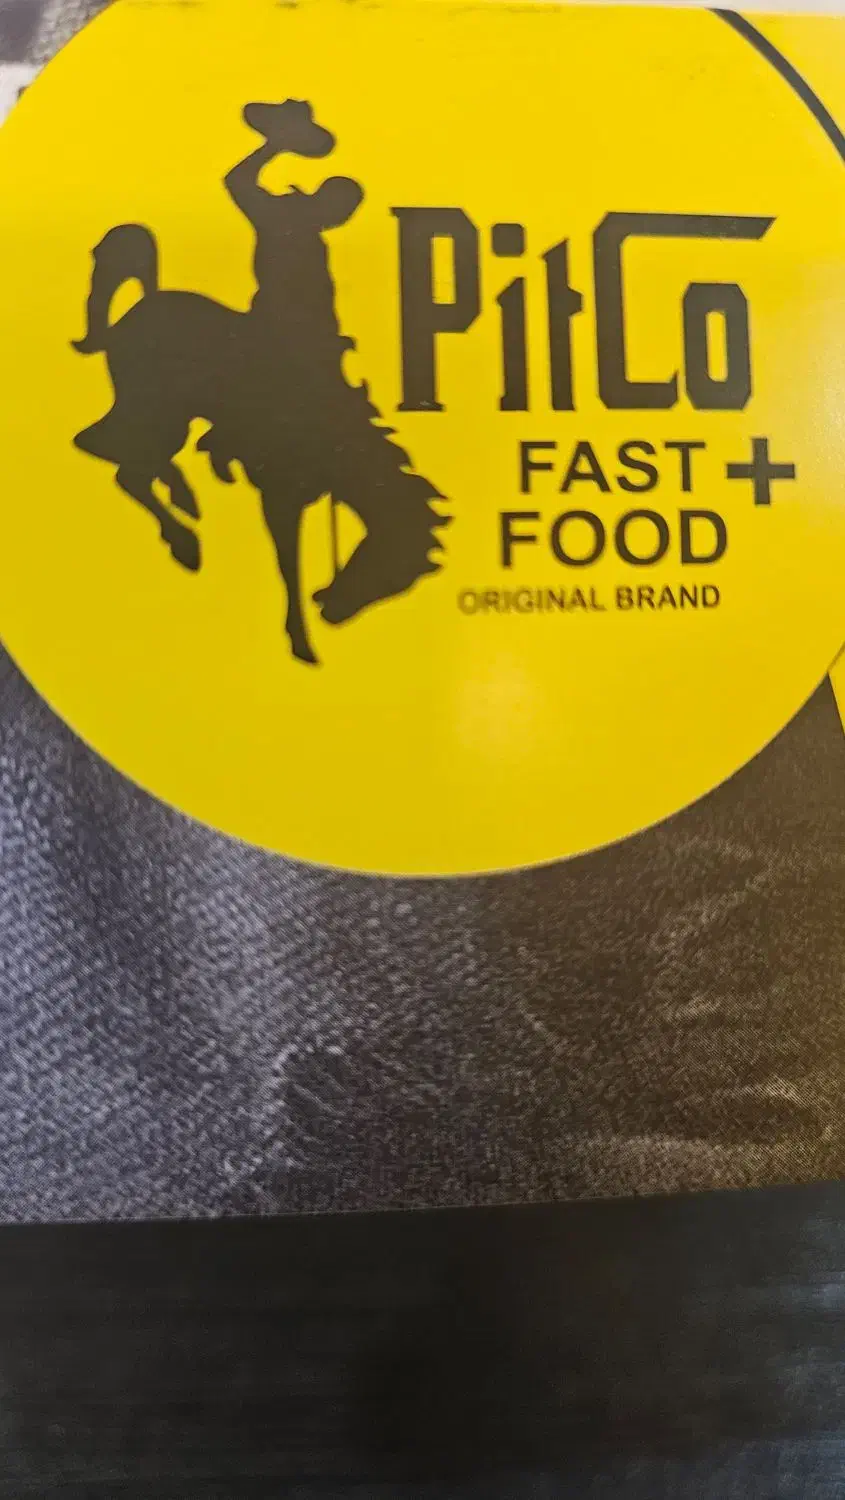 PitCo
FAST +
FOOD
ORIGINAL BRAND